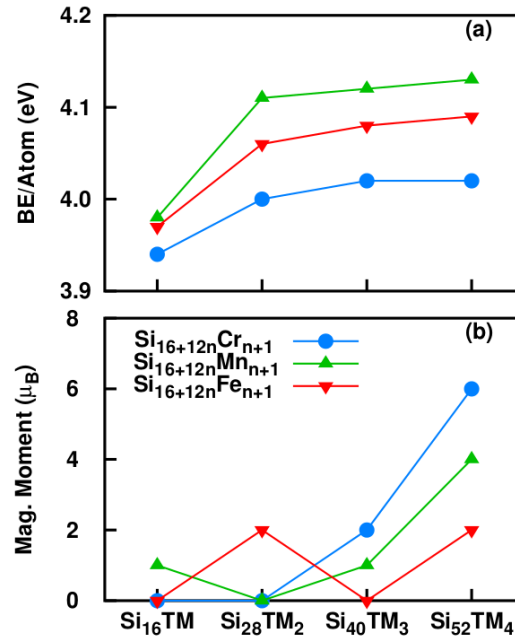 4.2
(a)
4.1
4.0
3.9
BE/Atom (eV)
8
(b)
6
4
2
0
Mag. Moment (μB)
Si16+12nCrn+1
Si16+12nMnn+1
Si16+12nFen+1
Si16TM Si28TM2 Si40TM3 Si52TM4